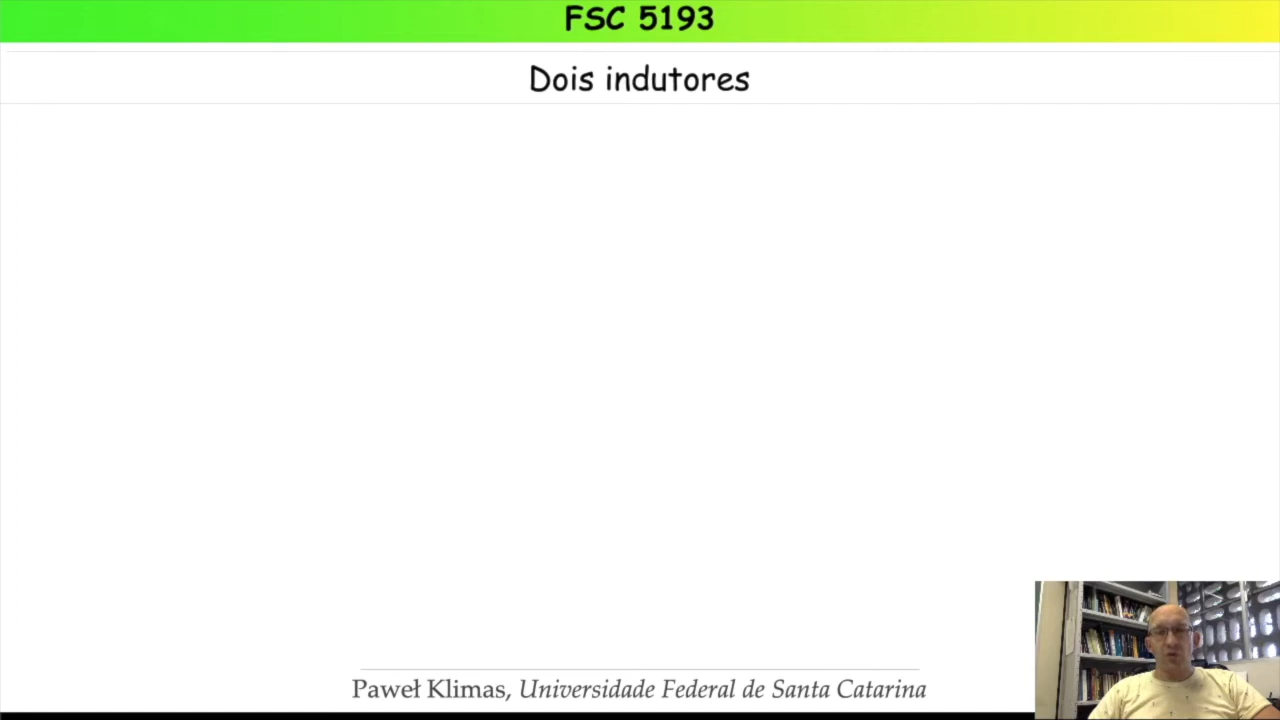 FSC 5193
Dois indutores
Paweł Klimas, Universidade Federal de Santa Catarina